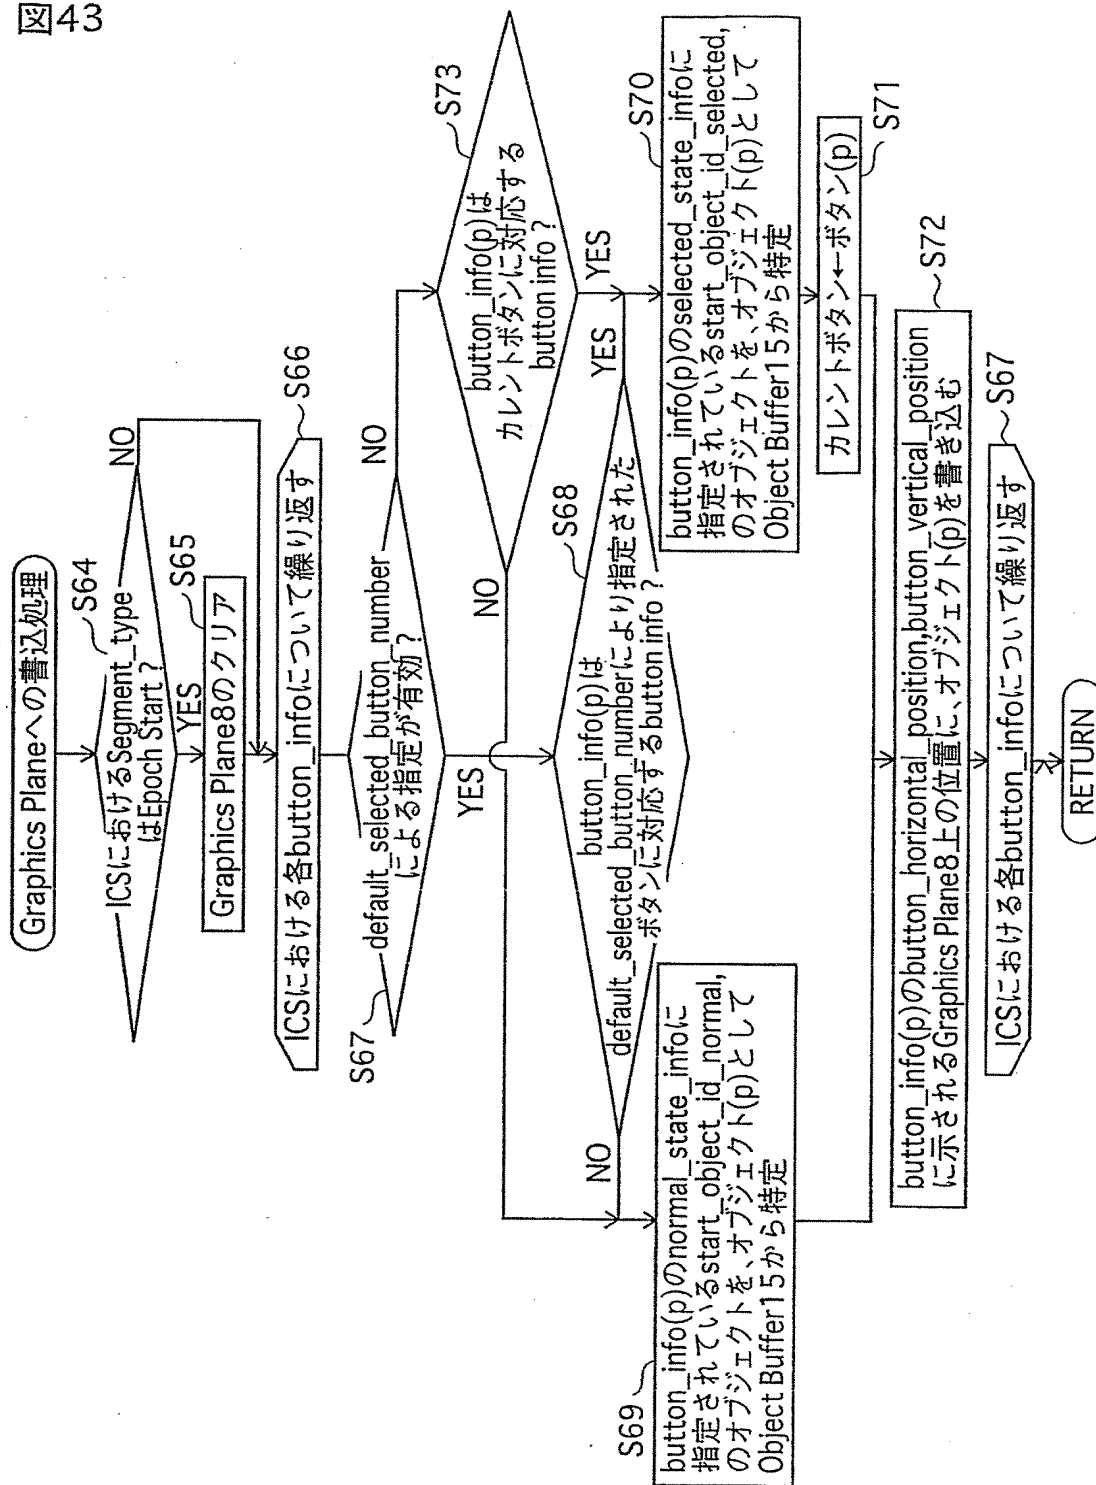 図43
Graphics Planeへの書込処理
S64
ICSにおけるSegment_type
はEpoch Start？
NO
YES
S65
Graphics Plane8のクリア
S66
ICSにおける各button_infoについて繰り返す
S67
default_selected_button_number
による指定が有効？
NO
YES
S73
button_info(p)は
カレントボタンに対応する
button info？
NO
YES
S68
button_info(p)は
default_selected_button_numberにより指定された
ボタンに対応するbutton info？
NO
YES
S69
button_info(p)のnormal_state_infoに
指定されているstart_object_id_normal,
のオブジェクトを、オブジェクト(p)として
Object Buffer15から特定
S70
button_info(p)のselected_state_infoに
指定されているstart_object_id_selected,
のオブジェクトを、オブジェクト(p)として
Object Buffer15から特定
S71
カレントボタン←ボタン(p)
S72
button_info(p)のbutton_horizontal_position,button_vertical_position
に示されるGraphics Plane8上の位置に、オブジェクト(p)を書き込む
S67
ICSにおける各button_infoについて繰り返す
RETURN